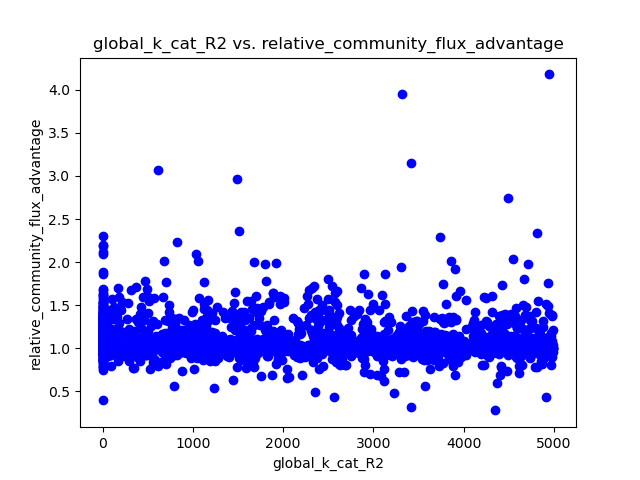 global_k_cat_R2 vs. relative_community_flux_advantage
relative_community_flux_advantage
4.0
3.5
3.0
2.5
2.0
1.5
1.0
0.5
0 1000 2000 3000 4000 5000
global_k_cat_R2